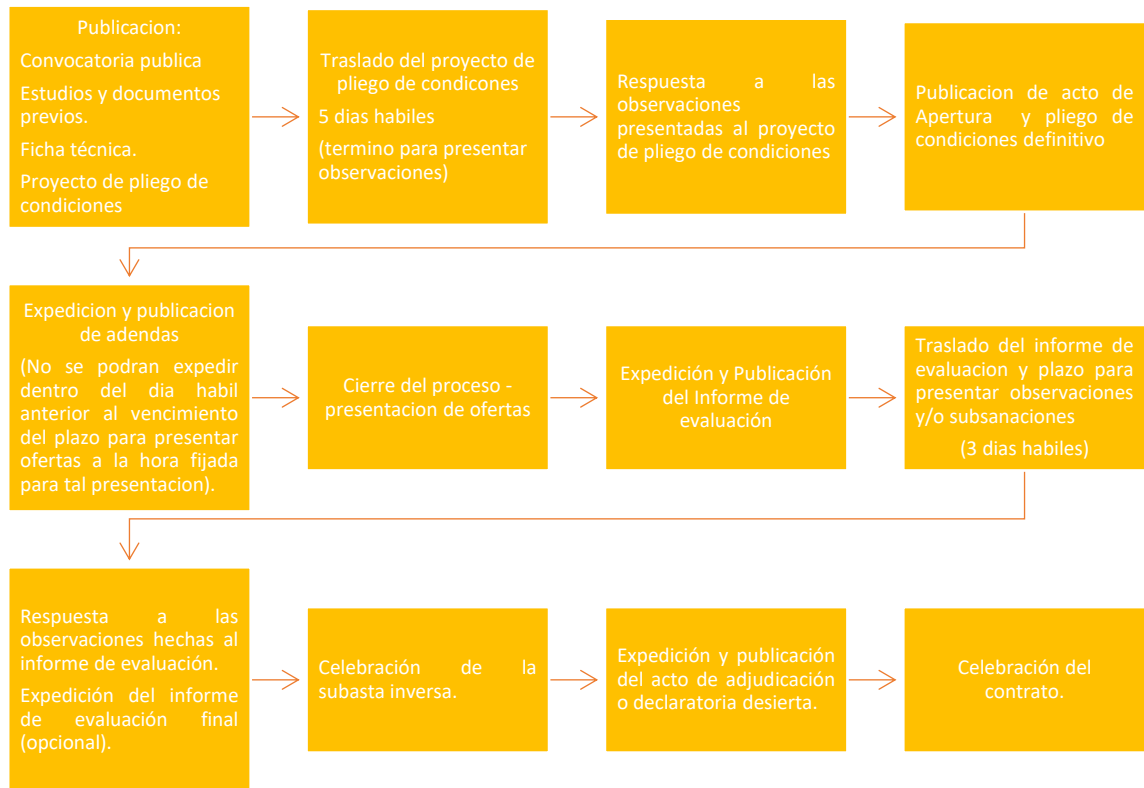 Publicacion:
Convocatoria publica
Estudios y documentos
previos.
Ficha técnica.
Proyecto de pliego de
condiciones
Traslado del proyecto de
pliego de condicones
5 dias habiles
(termino para presentar
observaciones)
Respuesta a las
observaciones
presentadas al proyecto
de pliego de condiciones
Publicacion de acto de
Apertura y pliego de
condiciones definitivo
Expedicion y publicacion
de adendas
(No se podran expedir
dentro del dia habil
anterior al vencimiento
del plazo para presentar
ofertas a la hora fijada
para tal presentacion).
Cierre del proceso -
presentacion de ofertas
Expedición y Publicación
del Informe de
evaluación
Traslado del informe de
evaluacion y plazo para
presentar observaciones
y/o subsanaciones
(3 dias habiles)
Respuesta a las
observaciones hechas al
informe de evaluación.
Expedición del informe
de evaluación final
(opcional).
Celebración de la
subasta inversa.
Expedición y publicación
del acto de adjudicación
o declaratoria desierta.
Celebración del
contrato.